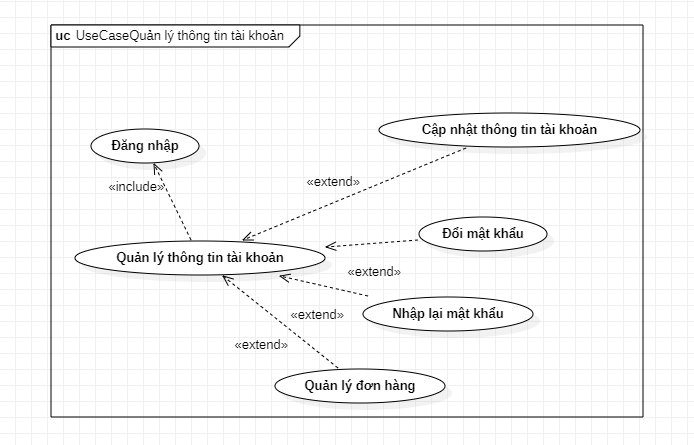 uc UseCaseQuản lý thông tin tài khoản
Đăng nhập
Cập nhật thông tin tài khoản
«include»
«extend»
Đổi mật khẩu
Quản lý thông tin tài khoản
«extend»
Nhập lại mật khẩu
«extend»
«extend»
Quản lý đơn hàng